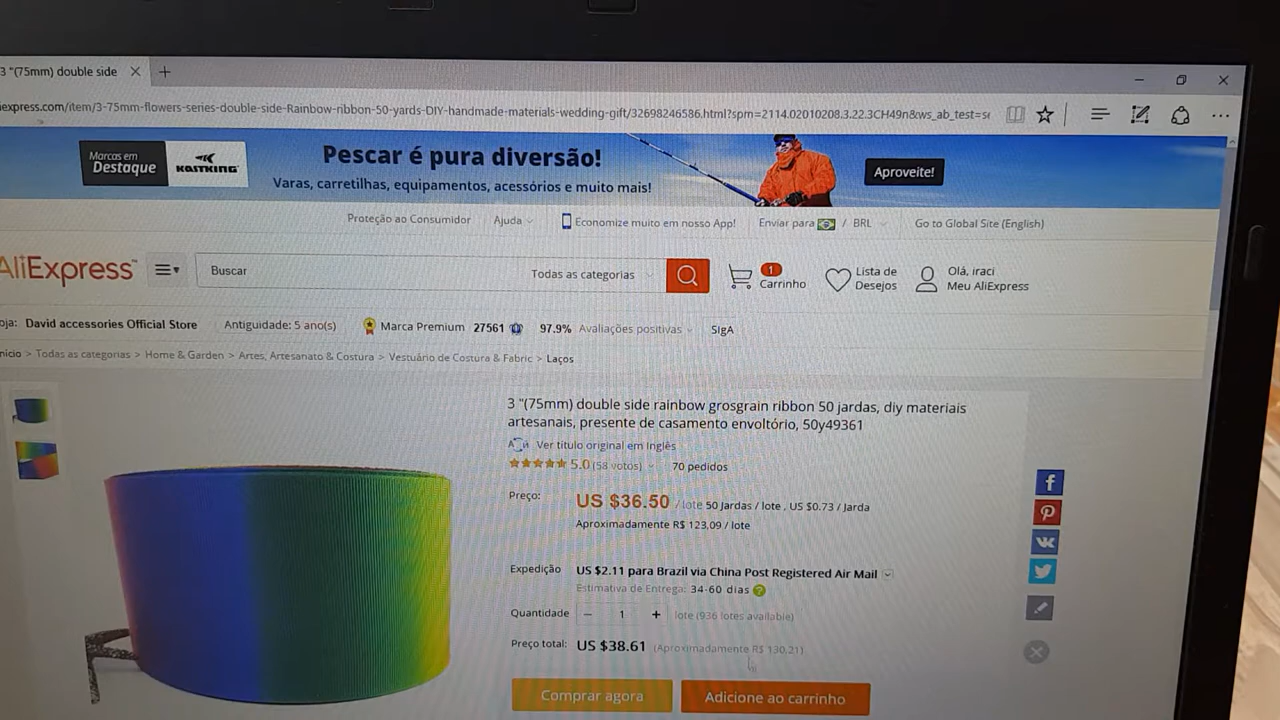 3 "(75mm) double side
express.com/item/3-75mm-flowers-series-double-side-Rainbow-ribbon-50-yards-DIY-handmade-materials-wedding-gift/32698246586.html?spm=2114.02010208.3.22.3CH49n&ws_ab_test=se
Marcas em
Destaque
KASTKING
Pescar é pura diversão!
Varas, carretilhas, equipamentos, acessórios e muito mais!
Aproveite!
Proteção ao Consumidor Ajuda Economize muito em nosso App! Enviar para / BRL Go to Global Site (English)
AliExpress™ Buscar Todas as categorias 1 Carrinho Lista de Desejos Olá, iraci Meu AliExpress
oja: David accessories Official Store Antiguidade: 5 ano(s) Marca Premium 27561 97.9% Avaliações positivas SIgA
nício > Todas as categorias > Home & Garden > Artes, Artesanato & Costura > Vestuário de Costura & Fabric > Laços
3 "(75mm) double side rainbow grosgrain ribbon 50 jardas, diy materiais
artesanais, presente de casamento envoltório, 50y49361
Ver título original em Inglês
5.0 (58 votos) 70 pedidos
Preço: US $36.50 / lote 50 Jardas / lote , US $0.73 / Jarda
Aproximadamente R$ 123.09 / lote
Expedição US $2.11 para Brazil via China Post Registered Air Mail
Estimativa de Entrega: 34-60 dias ?
Quantidade − 1 + lote (936 lotes available)
Preço total: US $38.61 (Aproximadamente R$ 130.21)
Comprar agora Adicione ao carrinho